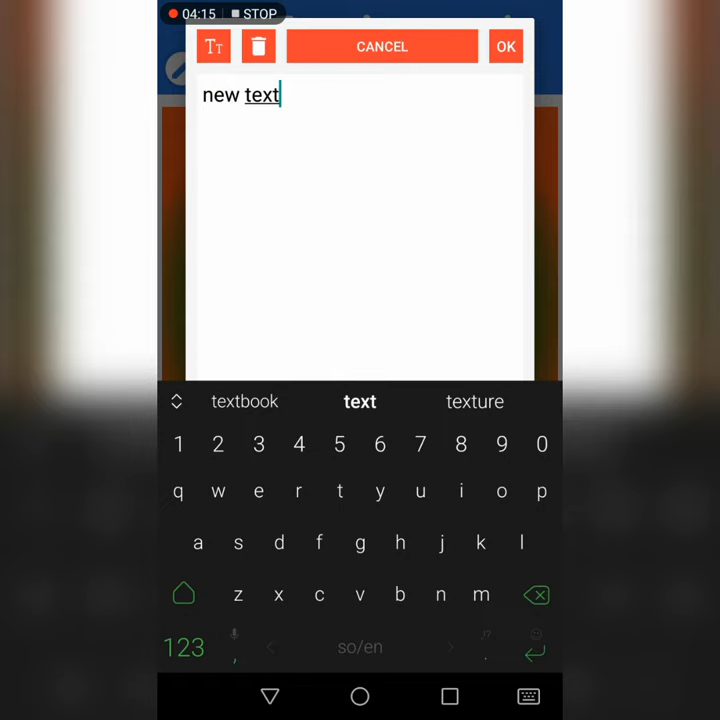 04:15 STOP
TT CANCEL OK
new text
textbook text texture
1 2 3 4 5 6 7 8 9 0
q w e r t y u i o p
a s d f g h j k l
z x c v b n m
123 , < so/en > !? .